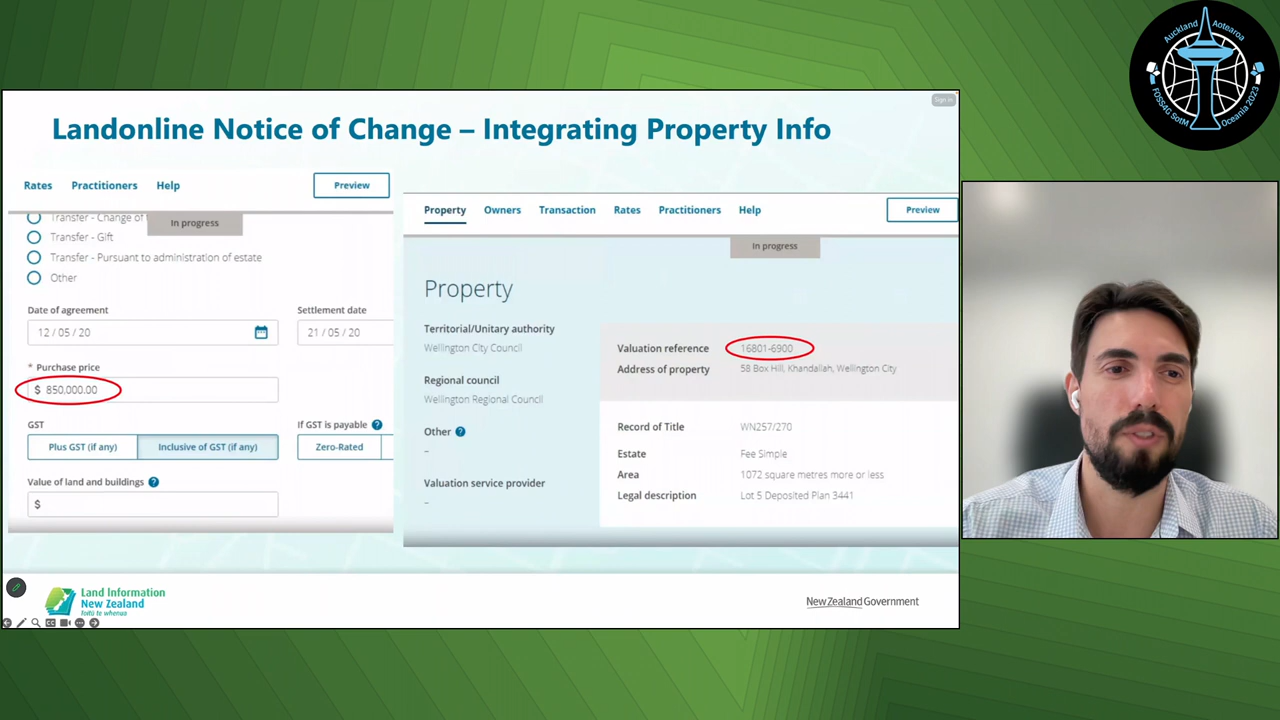 Auckland Aotearoa
FOSS4G SotM Oceania 2023
Sign in
Landonline Notice of Change – Integrating Property Info
Rates Practitioners Help Preview
Transfer - Change of
In progress
Transfer - Gift
Transfer - Pursuant to administration of estate
Other
Date of agreement Settlement date
12 / 05 / 20 21 / 05 / 20
* Purchase price
$ 850,000.00
GST If GST is payable ?
Plus GST (if any) Inclusive of GST (if any) Zero-Rated
Value of land and buildings ?
$
Property Owners Transaction Rates Practitioners Help Preview
In progress
Property
Territorial/Unitary authority
Wellington City Council
Regional council
Wellington Regional Council
Other ?
–
Valuation service provider
–
Valuation reference 16801-6900
Address of property 58 Box Hill, Khandallah, Wellington City
Record of Title WN257/270
Estate Fee Simple
Area 1072 square metres more or less
Legal description Lot 5 Deposited Plan 3441
Land Information
New Zealand
Toitū te whenua
New Zealand Government